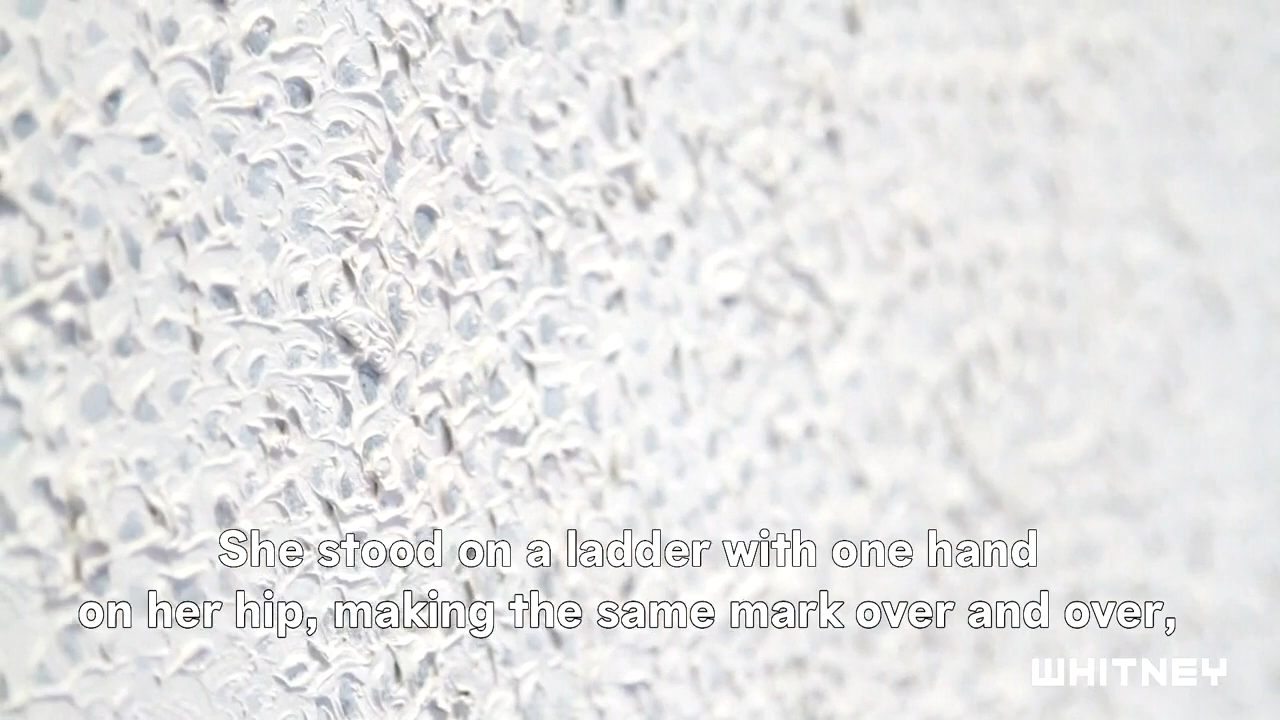 She stood on a ladder with one hand
on her hip, making the same mark over and over,
WHITNEY